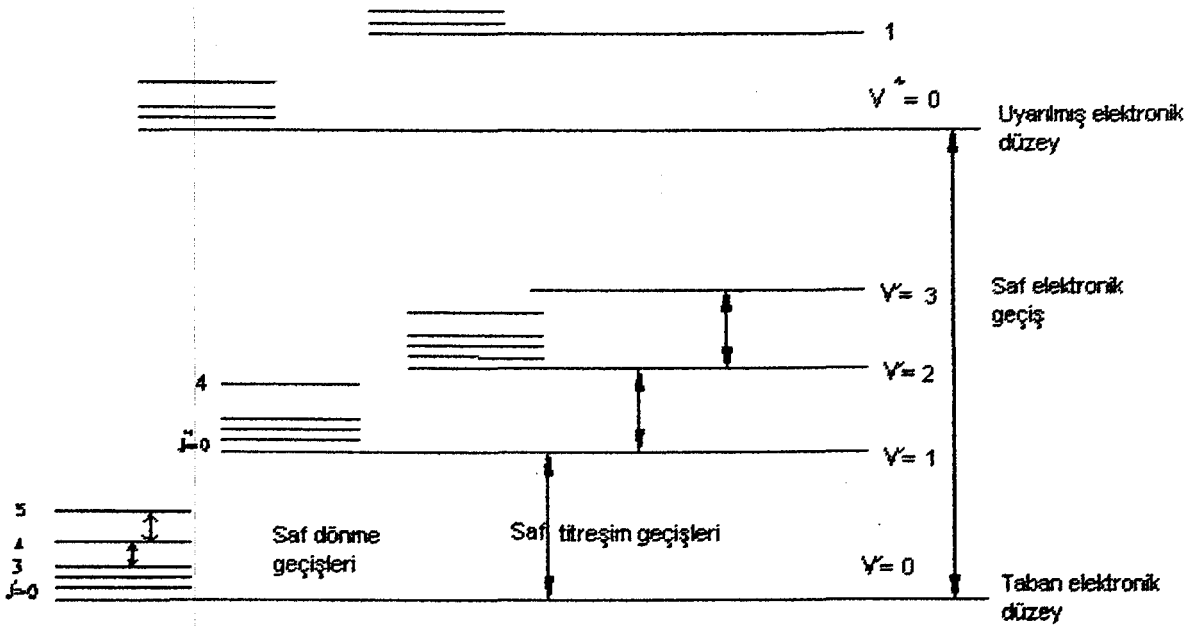 1
V" = 0
Uyarılmış elektronik
düzey
V'= 3
Saf elektronik
geçiş
V'= 2
4
J"=0
V'= 1
5
4
3
J'=0
Saf dönme
geçişleri
Saf titreşim geçişleri
V'= 0
Taban elektronik
düzey